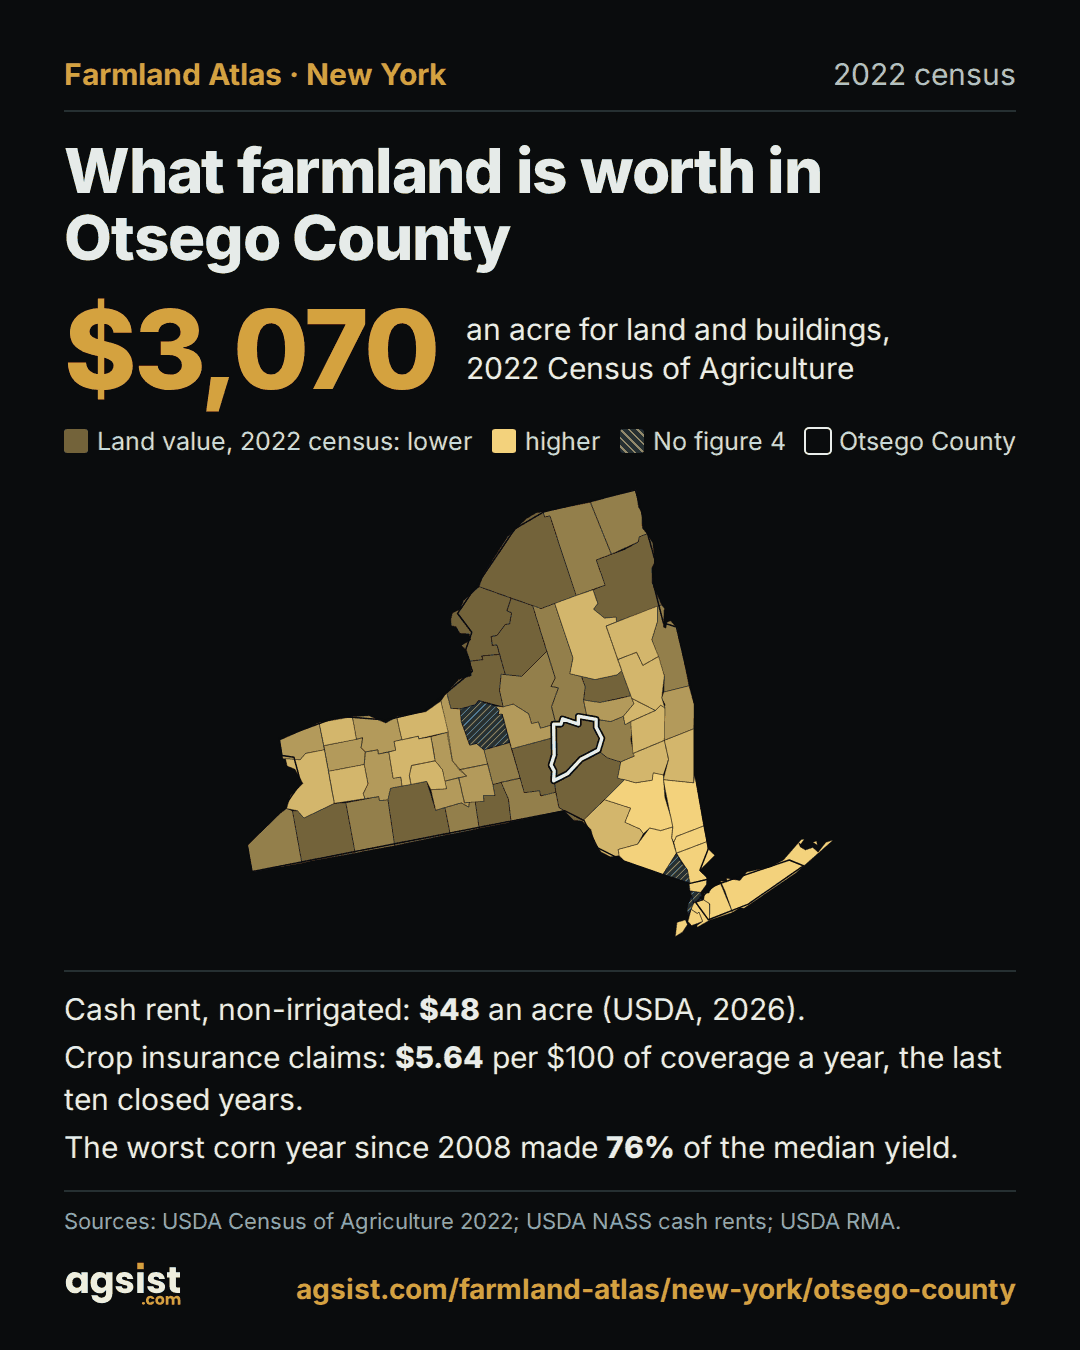 Farmland Atlas · New York
2022 census
What farmland is worth in
Otsego County
$3,070
an acre for land and buildings,
2022 Census of Agriculture
Land value, 2022 census: lower
higher
No figure 4
Otsego County
Cash rent, non-irrigated: $48 an acre (USDA, 2026).
Crop insurance claims: $5.64 per $100 of coverage a year, the last
ten closed years.
The worst corn year since 2008 made 76% of the median yield.
Sources: USDA Census of Agriculture 2022; USDA NASS cash rents; USDA RMA.
agsist
.com
agsist.com/farmland-atlas/new-york/otsego-county